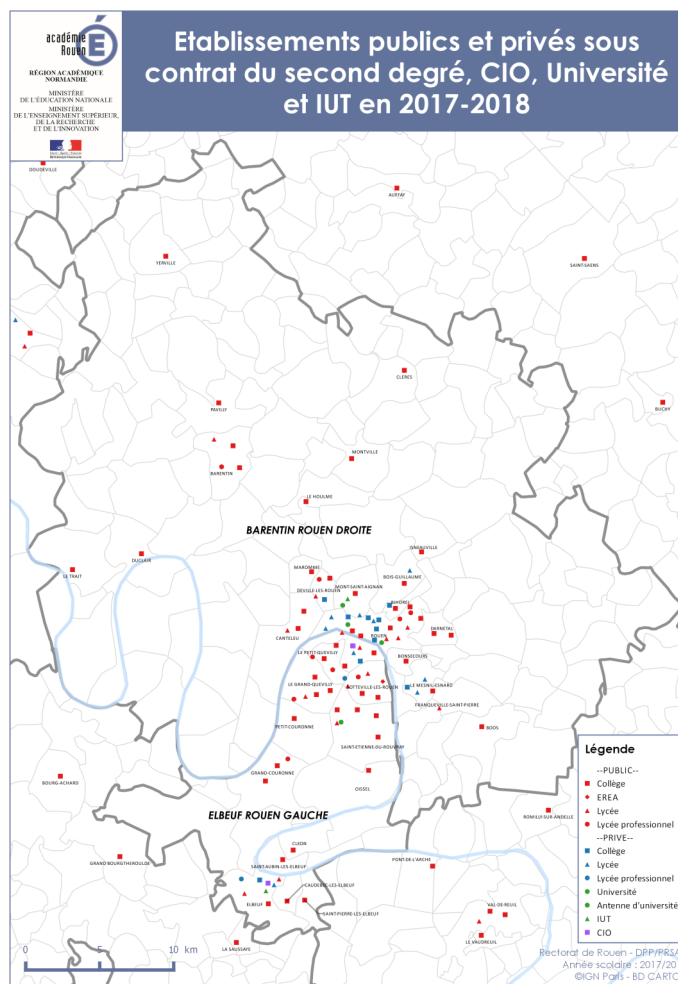 académie
Rouen
RÉGION ACADÉMIQUE
NORMANDIE
MINISTÈRE
DE L'ÉDUCATION NATIONALE
MINISTÈRE
DE L'ENSEIGNEMENT SUPÉRIEUR,
DE LA RECHERCHE
ET DE L'INNOVATION
Etablissements publics et privés sous
contrat du second degré, CIO, Université
et IUT en 2017-2018
DOUDEVILLE
AUFFAY
YERVILLE
SAINT-SAENS
CLERES
PAVILLY
BUCHY
MONTVILLE
BARENTIN
LE HOULME
BARENTIN ROUEN DROITE
ISNEAUVILLE
DUCLAIR
LE TRAIT
MAROMME
BOIS-GUILLAUME
MONT-SAINT-AIGNAN
DEVILLE-LES-ROUEN
BIHOREL
DARNETAL
CANTELEU
ROUEN
LE PETIT-QUEVILLY
BONSECOURS
LE GRAND-QUEVILLY
SOTTEVILLE-LES-ROUEN
LE MESNIL-ESNARD
FRANQUEVILLE-SAINT-PIERRE
PETIT-COURONNE
BOOS
SAINT-ETIENNE-DU-ROUVRAY
GRAND-COURONNE
BOURG-ACHARD
OISSEL
ELBEUF ROUEN GAUCHE
ROMILLY-SUR-ANDELLE
CLEON
GRAND BOURGTHEROULDE
SAINT-AUBIN-LES-ELBEUF
PONT-DE-L'ARCHE
CAUDEBEC-LES-ELBEUF
ELBEUF
SAINT-PIERRE-LES-ELBEUF
VAL-DE-REUIL
LE VAUDREUIL
LA SAUSSAYE
Légende
--PUBLIC--
Collège
EREA
Lycée
Lycée professionnel
--PRIVE--
Collège
Lycée
Lycée professionnel
Université
Antenne d'université
IUT
CIO
0 10 km
Rectorat de Rouen - DPP/PRSA
Année scolaire : 2017/20
©IGN Paris - BD CARTO